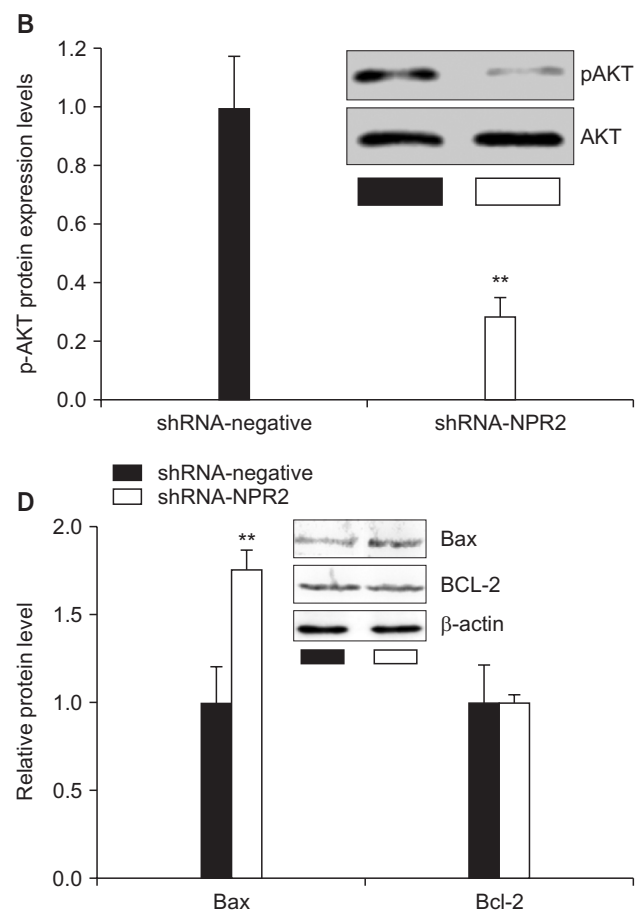 B
p-AKT protein expression levels
1.2
1.0
0.8
0.6
0.4
0.2
0.0
pAKT
AKT
**
shRNA-negative
shRNA-NPR2
shRNA-negative
shRNA-NPR2
D
Relative protein level
2.0
1.5
1.0
0.5
0.0
**
Bax
BCL-2
β-actin
Bax
Bcl-2